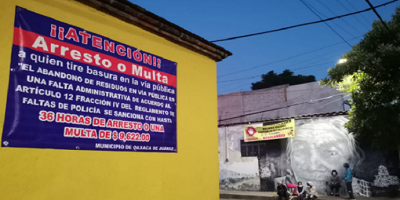 ¡¡ATENCIÓN!!
Arresto o Multa
a quien tire basura en la vía pública
"EL ABANDONO DE RESIDUOS EN VÍA PÚBLICA ES
UNA FALTA ADMINISTRATIVA DE ACUERDO AL
ARTÍCULO 12 FRACCIÓN IV DEL REGLAMENTO DE
FALTAS DE POLICÍA SE SANCIONA CON HASTA
36 HORAS DE ARRESTO O UNA
MULTA DE $ 9,622.00
MUNICIPIO DE OAXACA DE JUÁREZ